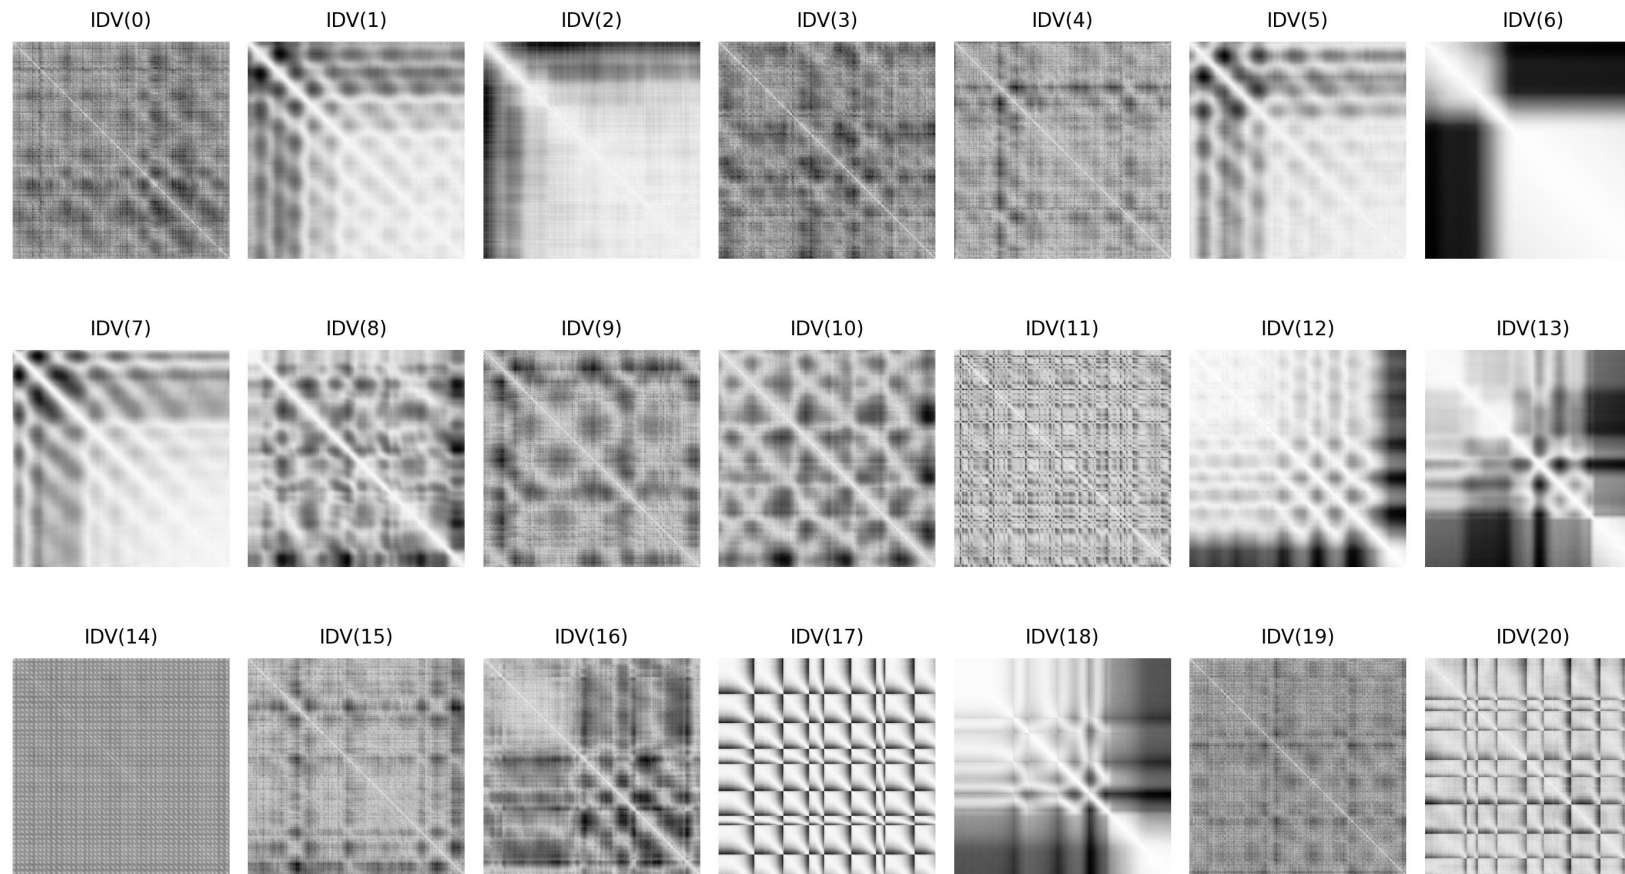 IDV(0) IDV(1) IDV(2) IDV(3) IDV(4) IDV(5) IDV(6)
IDV(7) IDV(8) IDV(9) IDV(10) IDV(11) IDV(12) IDV(13)
IDV(14) IDV(15) IDV(16) IDV(17) IDV(18) IDV(19) IDV(20)